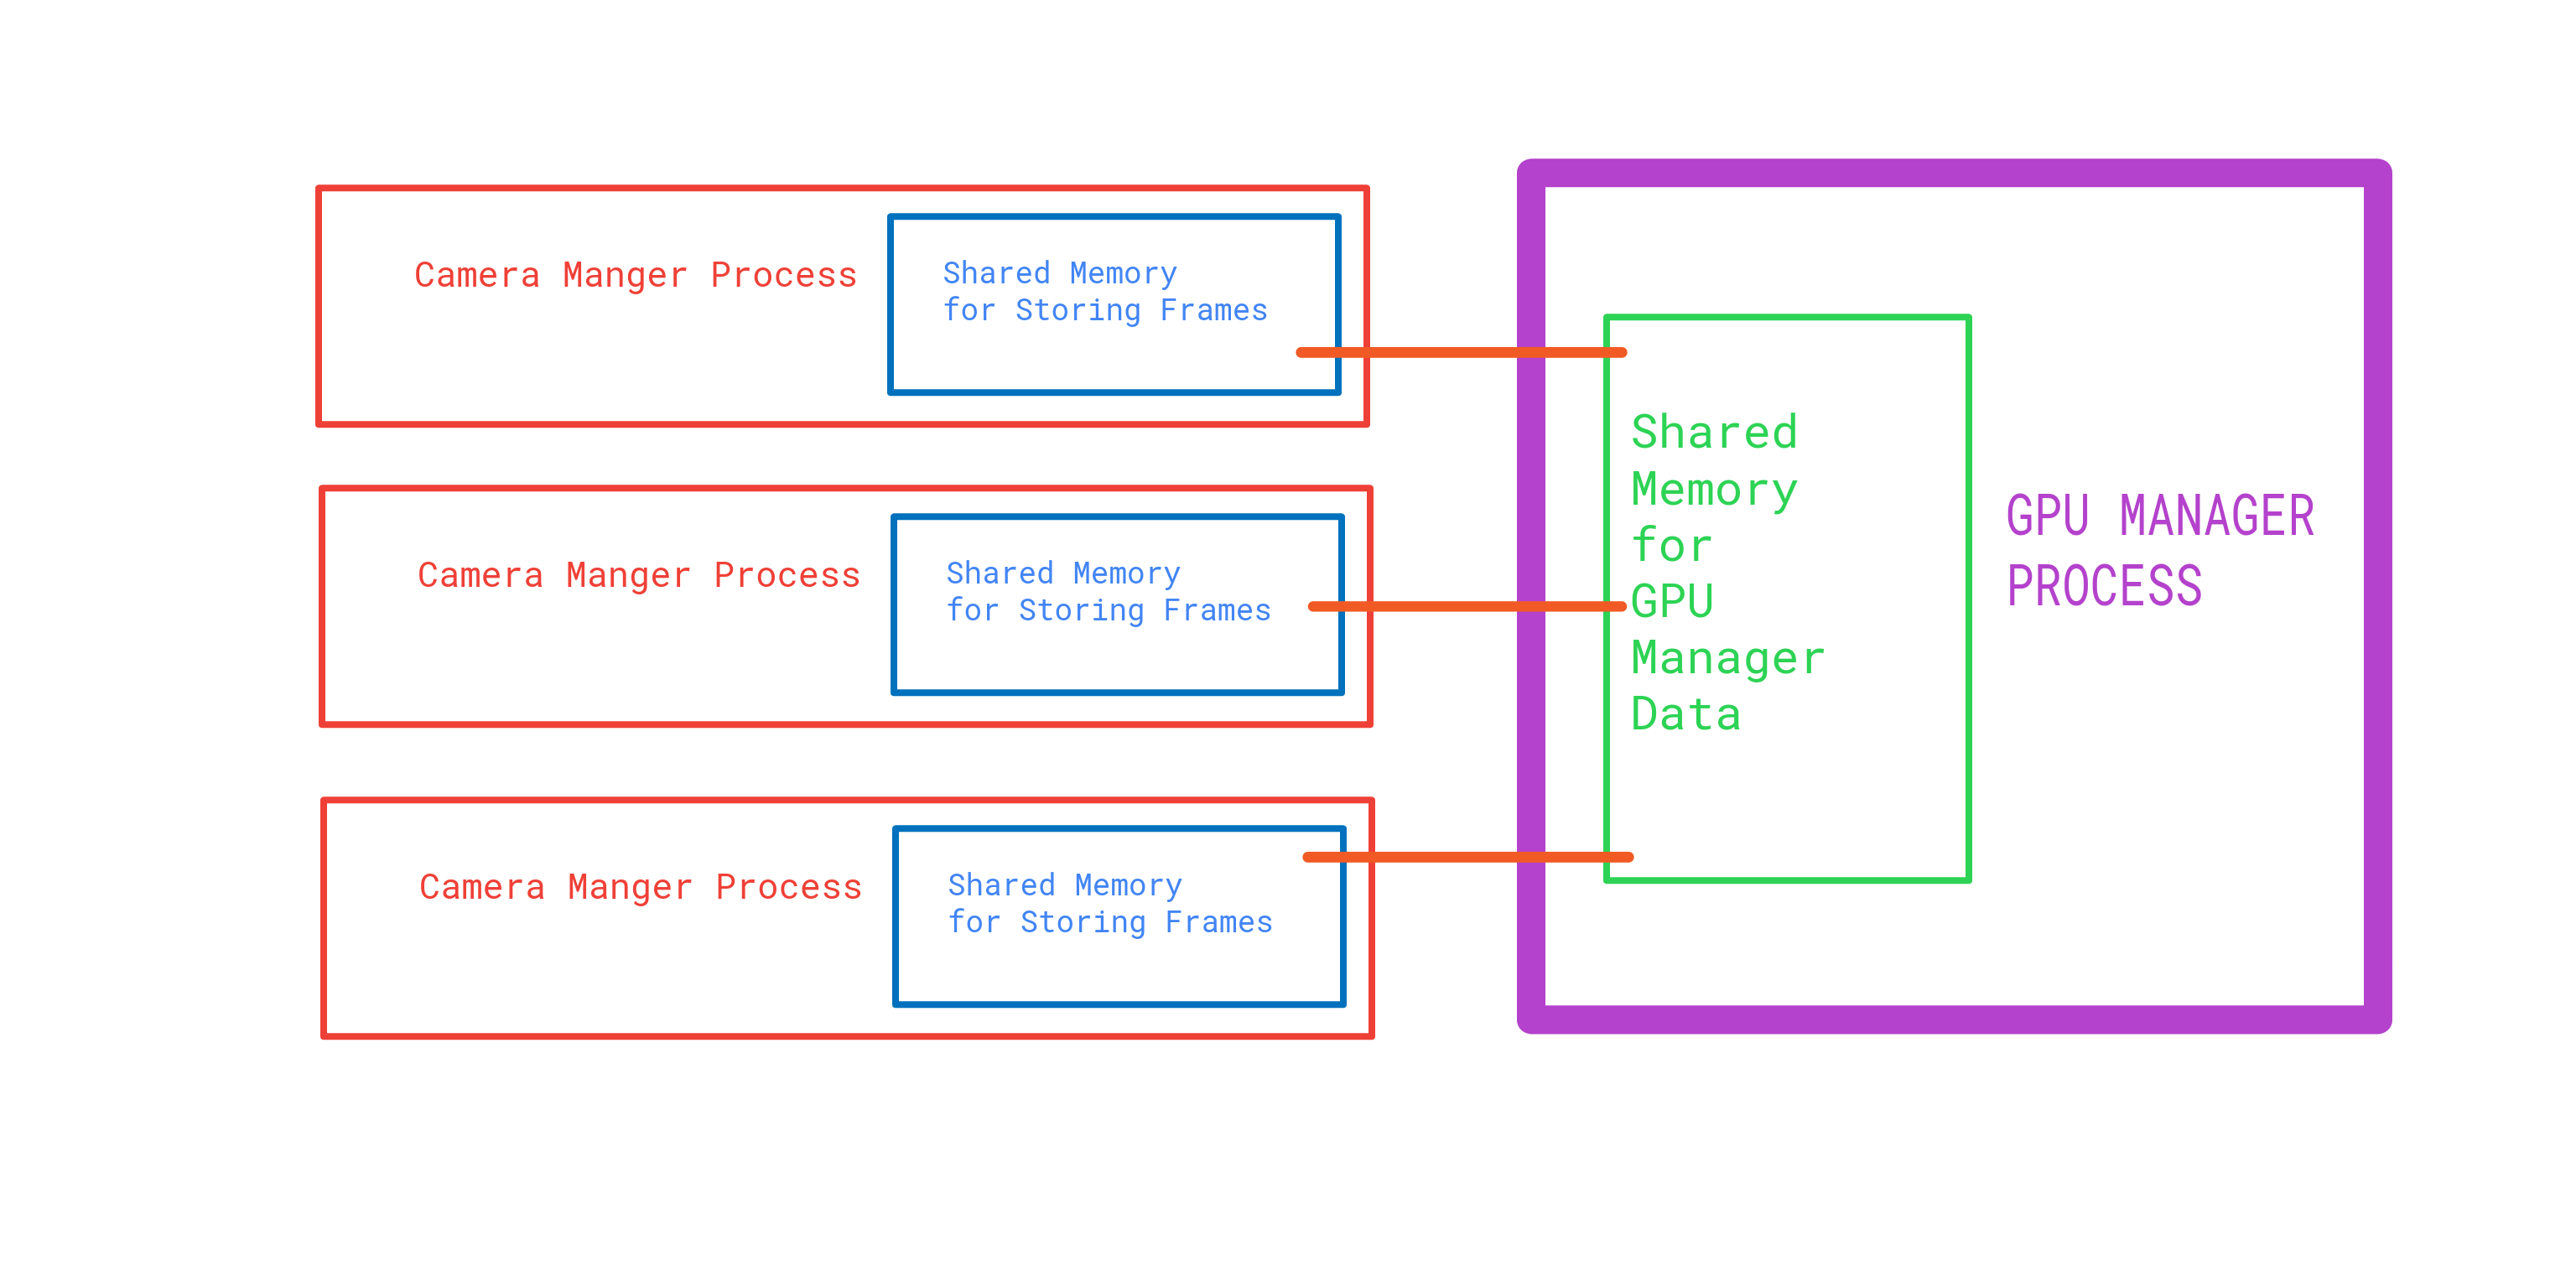 Camera Manger Process
Shared Memory
for Storing Frames
Camera Manger Process
Shared Memory
for Storing Frames
Camera Manger Process
Shared Memory
for Storing Frames
Shared
Memory
for
GPU
Manager
Data
GPU MANAGER
PROCESS